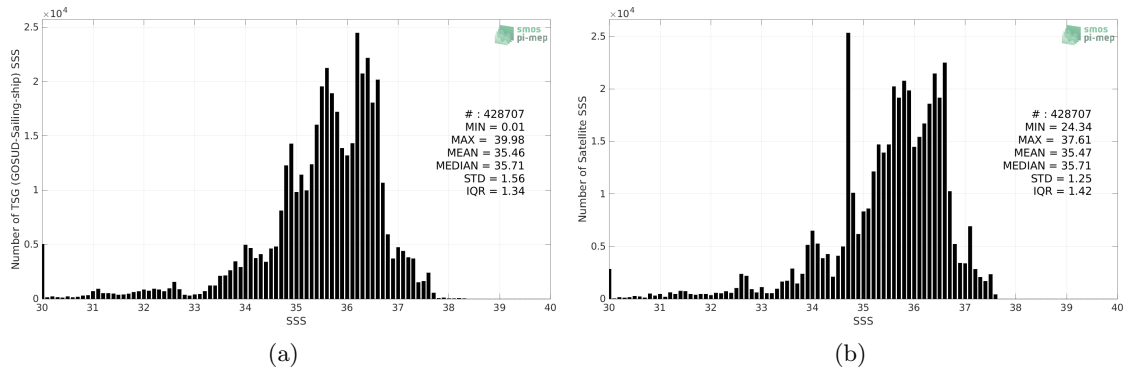 ×10⁴
2.5
2
1.5
1
0.5
0
Number of TSG (GOSUD-Sailing-ship) SSS
30 31 32 33 34 35 36 37 38 39 40
SSS
smos
pi-mep
# : 428707
MIN = 0.01
MAX = 39.98
MEAN = 35.46
MEDIAN = 35.71
STD = 1.56
IQR = 1.34
(a)
×10⁴
2.5
2
1.5
1
0.5
0
Number of Satellite SSS
30 31 32 33 34 35 36 37 38 39 40
SSS
smos
pi-mep
# : 428707
MIN = 24.34
MAX = 37.61
MEAN = 35.47
MEDIAN = 35.71
STD = 1.25
IQR = 1.42
(b)